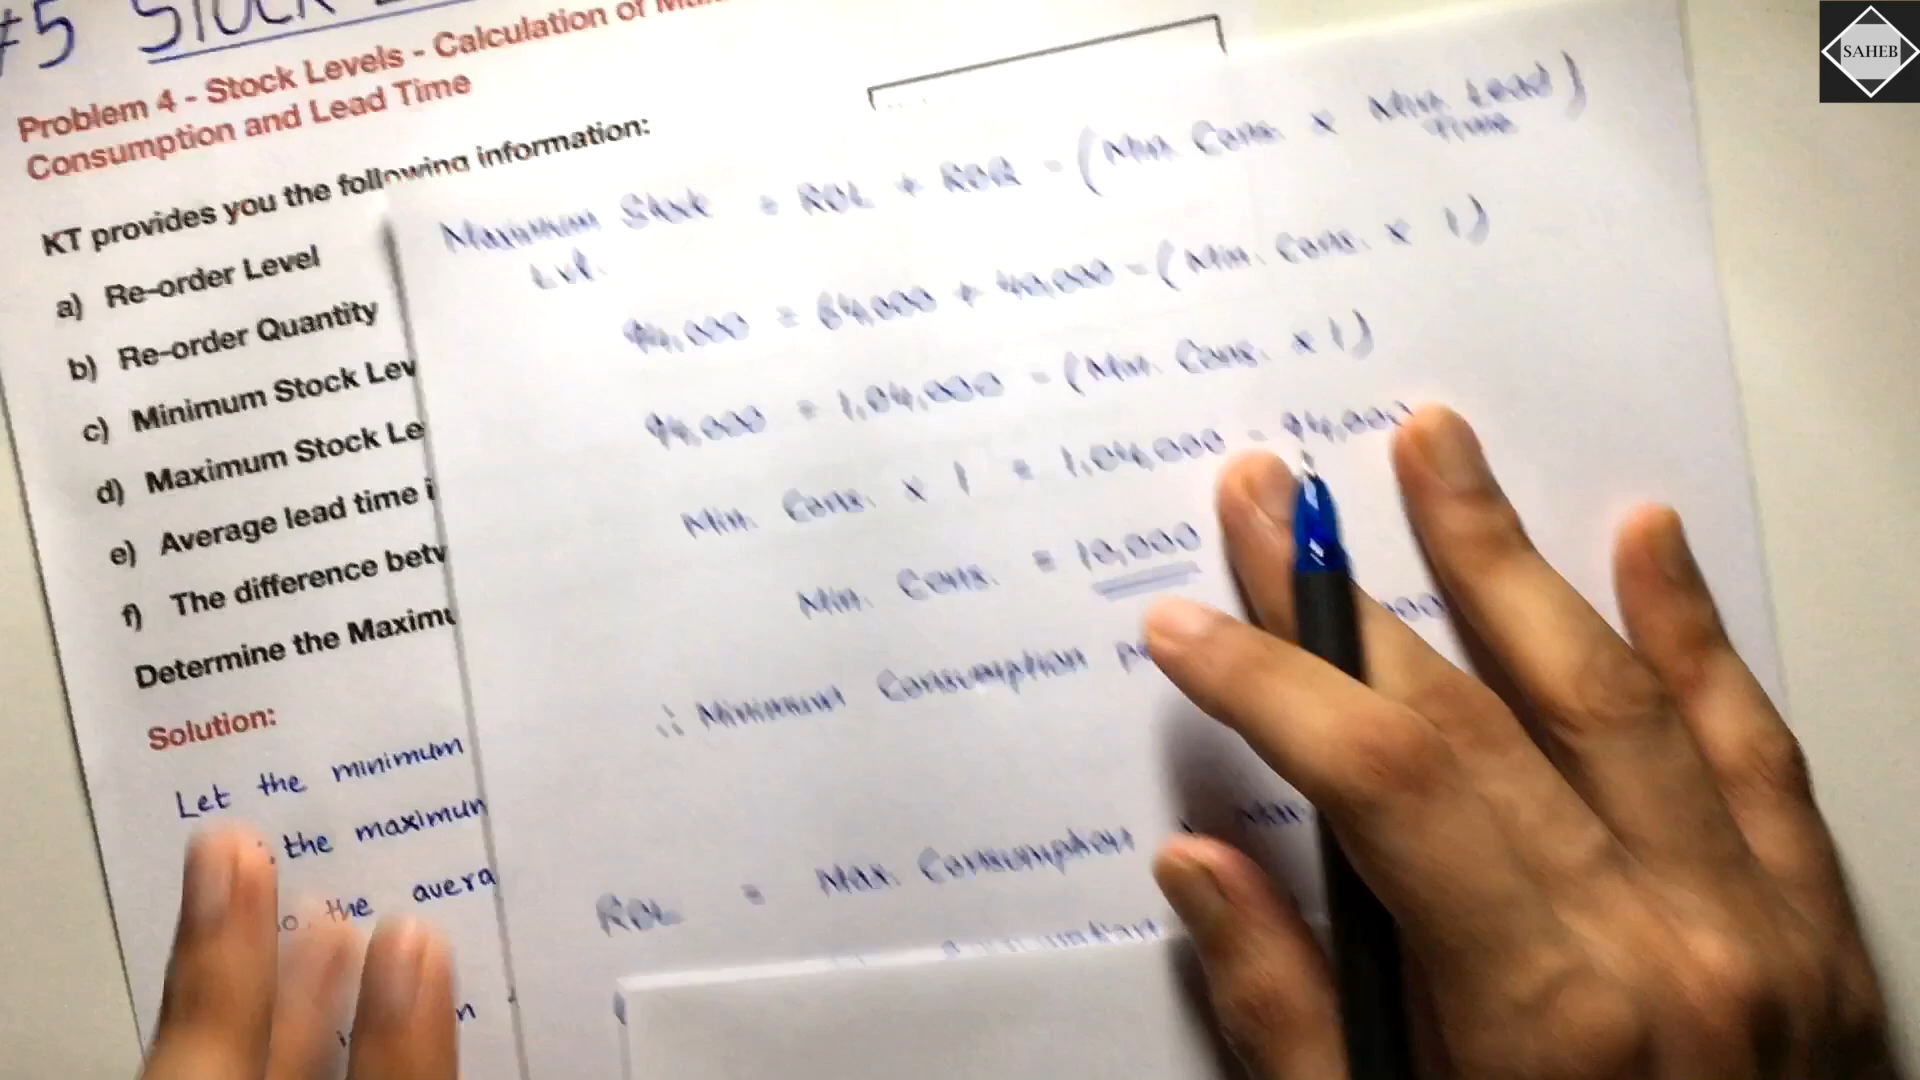 #5 STOCK
SAHEB
Problem 4 - Stock Levels - Calculation of
Consumption and Lead Time
KT provides you the following information:
a) Re-order Level
b) Re-order Quantity
c) Minimum Stock Lev
d) Maximum Stock Le
e) Average lead time i
f) The difference betw
Determine the Maximu
Solution:
Let the minimum
the maximum
the avera
Maximum Stock Lvl. = ROL + ROQ - (Min. Cons. x Min. Lead Time)
94,000 = 64,000 + 40,000 - (Min. Cons. x 1)
94,000 = 1,04,000 - (Min. Cons. x 1)
Min. Cons. x 1 = 1,04,000 - 94,000
Min. Cons. = 10,000
∴ Minimum Consumption
ROL = Max. Consumption x